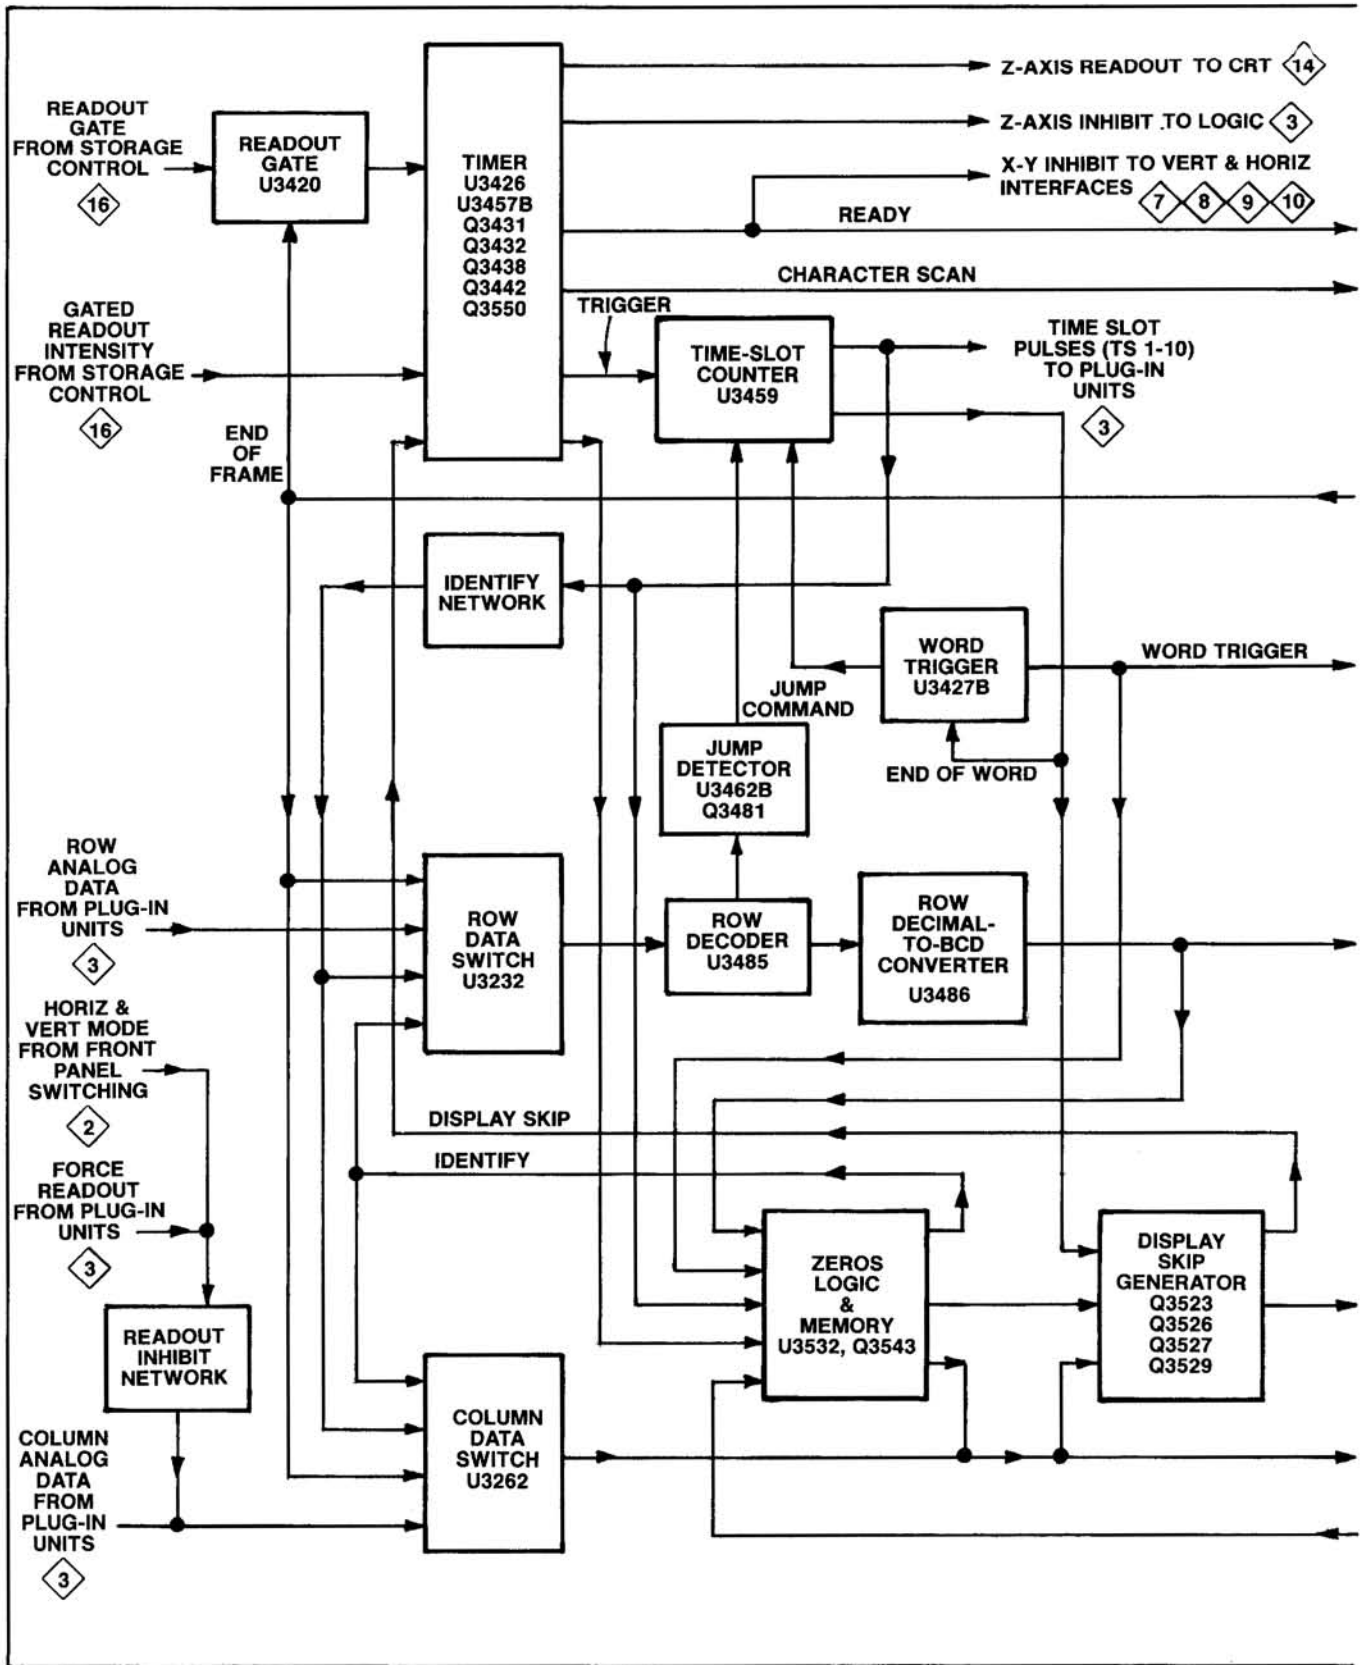 READOUT
GATE
FROM STORAGE
CONTROL
16
READOUT
GATE
U3420
TIMER
U3426
U3457B
Q3431
Q3432
Q3438
Q3442
Q3550
Z-AXIS READOUT TO CRT 14
Z-AXIS INHIBIT TO LOGIC 3
X-Y INHIBIT TO VERT & HORIZ
INTERFACES 7 8 9 10
READY
CHARACTER SCAN
TRIGGER
GATED
READOUT
INTENSITY
FROM STORAGE
CONTROL
16
TIME-SLOT
COUNTER
U3459
TIME SLOT
PULSES (TS 1-10)
TO PLUG-IN
UNITS
3
END
OF
FRAME
IDENTIFY
NETWORK
WORD
TRIGGER
U3427B
WORD TRIGGER
JUMP
COMMAND
JUMP
DETECTOR
U3462B
Q3481
END OF WORD
ROW
ANALOG
DATA
FROM PLUG-IN
UNITS
3
ROW
DATA
SWITCH
U3232
ROW
DECODER
U3485
ROW
DECIMAL-
TO-BCD
CONVERTER
U3486
HORIZ &
VERT MODE
FROM FRONT
PANEL
SWITCHING
2
DISPLAY SKIP
IDENTIFY
FORCE
READOUT
FROM PLUG-IN
UNITS
3
READOUT
INHIBIT
NETWORK
ZEROS
LOGIC
&
MEMORY
U3532, Q3543
DISPLAY
SKIP
GENERATOR
Q3523
Q3526
Q3527
Q3529
COLUMN
ANALOG
DATA
FROM
PLUG-IN
UNITS
3
COLUMN
DATA
SWITCH
U3262